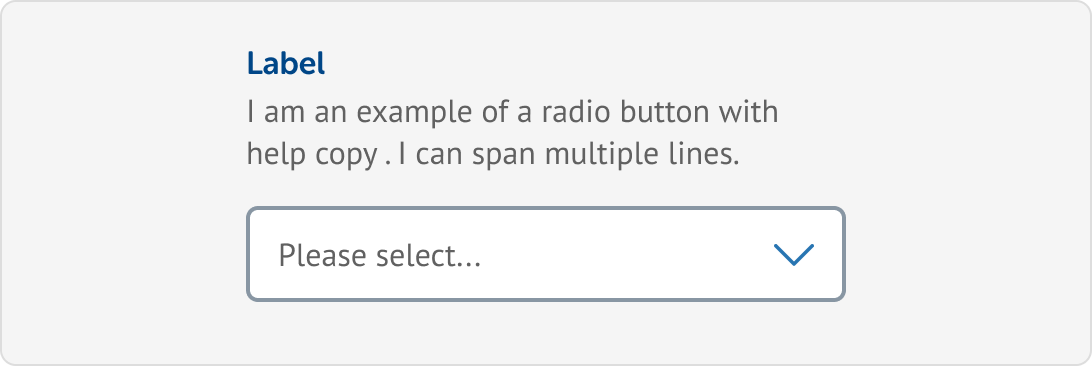 Label
I am an example of a radio button with
help copy . I can span multiple lines.
Please select...